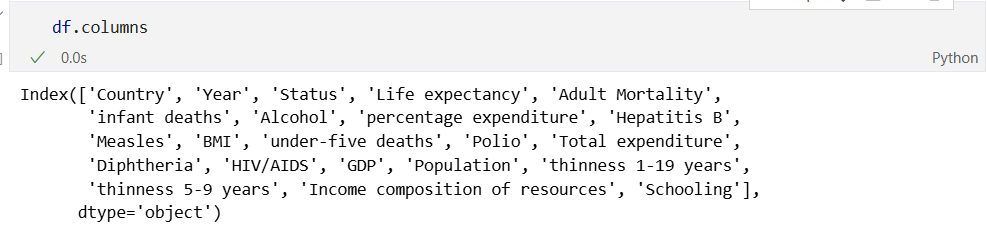 df.columns
0.0s
Python
Index(['Country', 'Year', 'Status', 'Life expectancy', 'Adult Mortality',
'infant deaths', 'Alcohol', 'percentage expenditure', 'Hepatitis B',
'Measles', 'BMI', 'under-five deaths', 'Polio', 'Total expenditure',
'Diphtheria', 'HIV/AIDS', 'GDP', 'Population', 'thinness 1-19 years',
'thinness 5-9 years', 'Income composition of resources', 'Schooling'],
dtype='object')